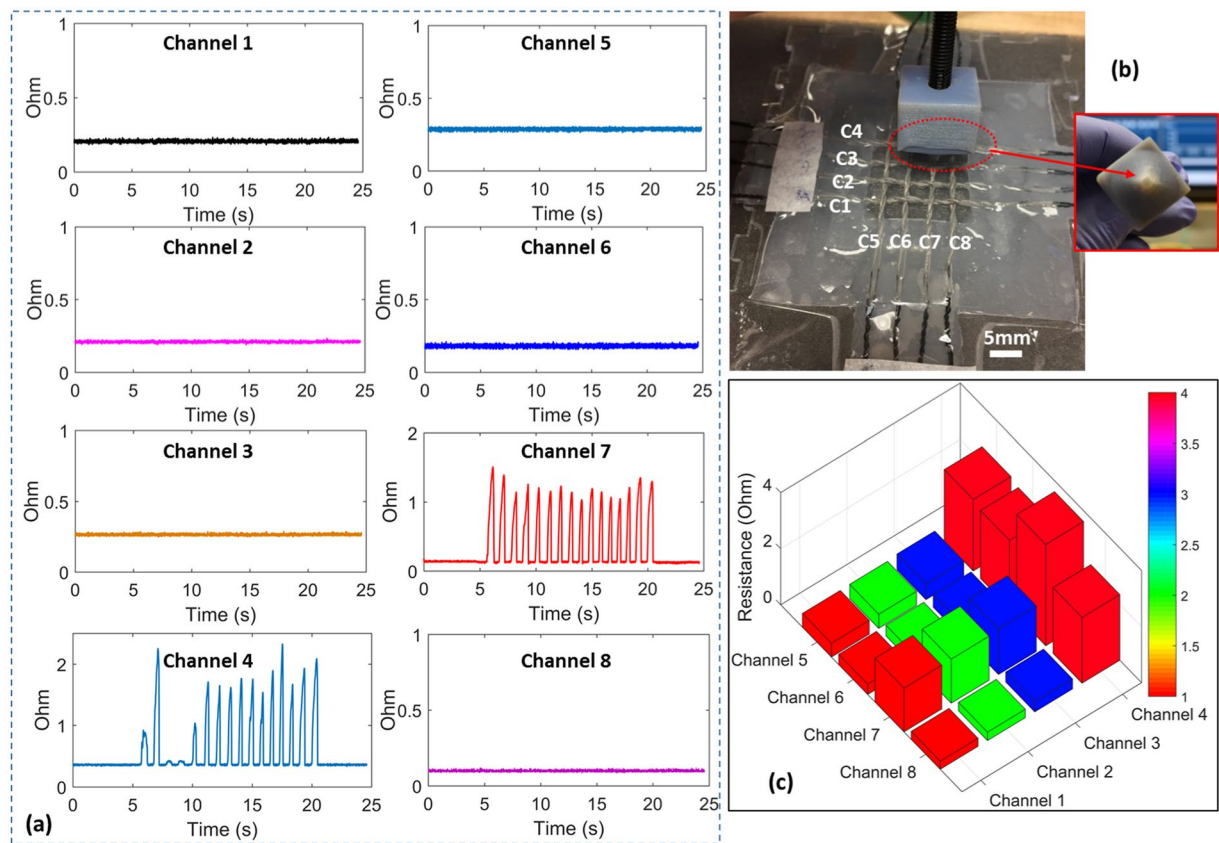 Channel 1
Ohm
1
0.5
0
0 5 10 15 20 25
Time (s)
Channel 5
Ohm
1
0.5
0
0 5 10 15 20 25
Time (s)
Channel 2
Ohm
1
0.5
0
0 5 10 15 20 25
Time (s)
Channel 6
Ohm
1
0.5
0
0 5 10 15 20 25
Time (s)
Channel 3
Ohm
1
0.5
0
0 5 10 15 20 25
Time (s)
Channel 7
Ohm
2
1
0
0 5 10 15 20 25
Time (s)
Channel 4
Ohm
2
1
0
0 5 10 15 20 25
Time (s)
Channel 8
Ohm
1
0.5
0
0 5 10 15 20 25
Time (s)
(a)
(b)
C4
C3
C2
C1
C5 C6 C7 C8
5mm
Resistance (Ohm)
4
2
0
Channel 5
Channel 6
Channel 7
Channel 8
Channel 4
Channel 3
Channel 2
Channel 1
4
3.5
3
2.5
2
1.5
1
(c)